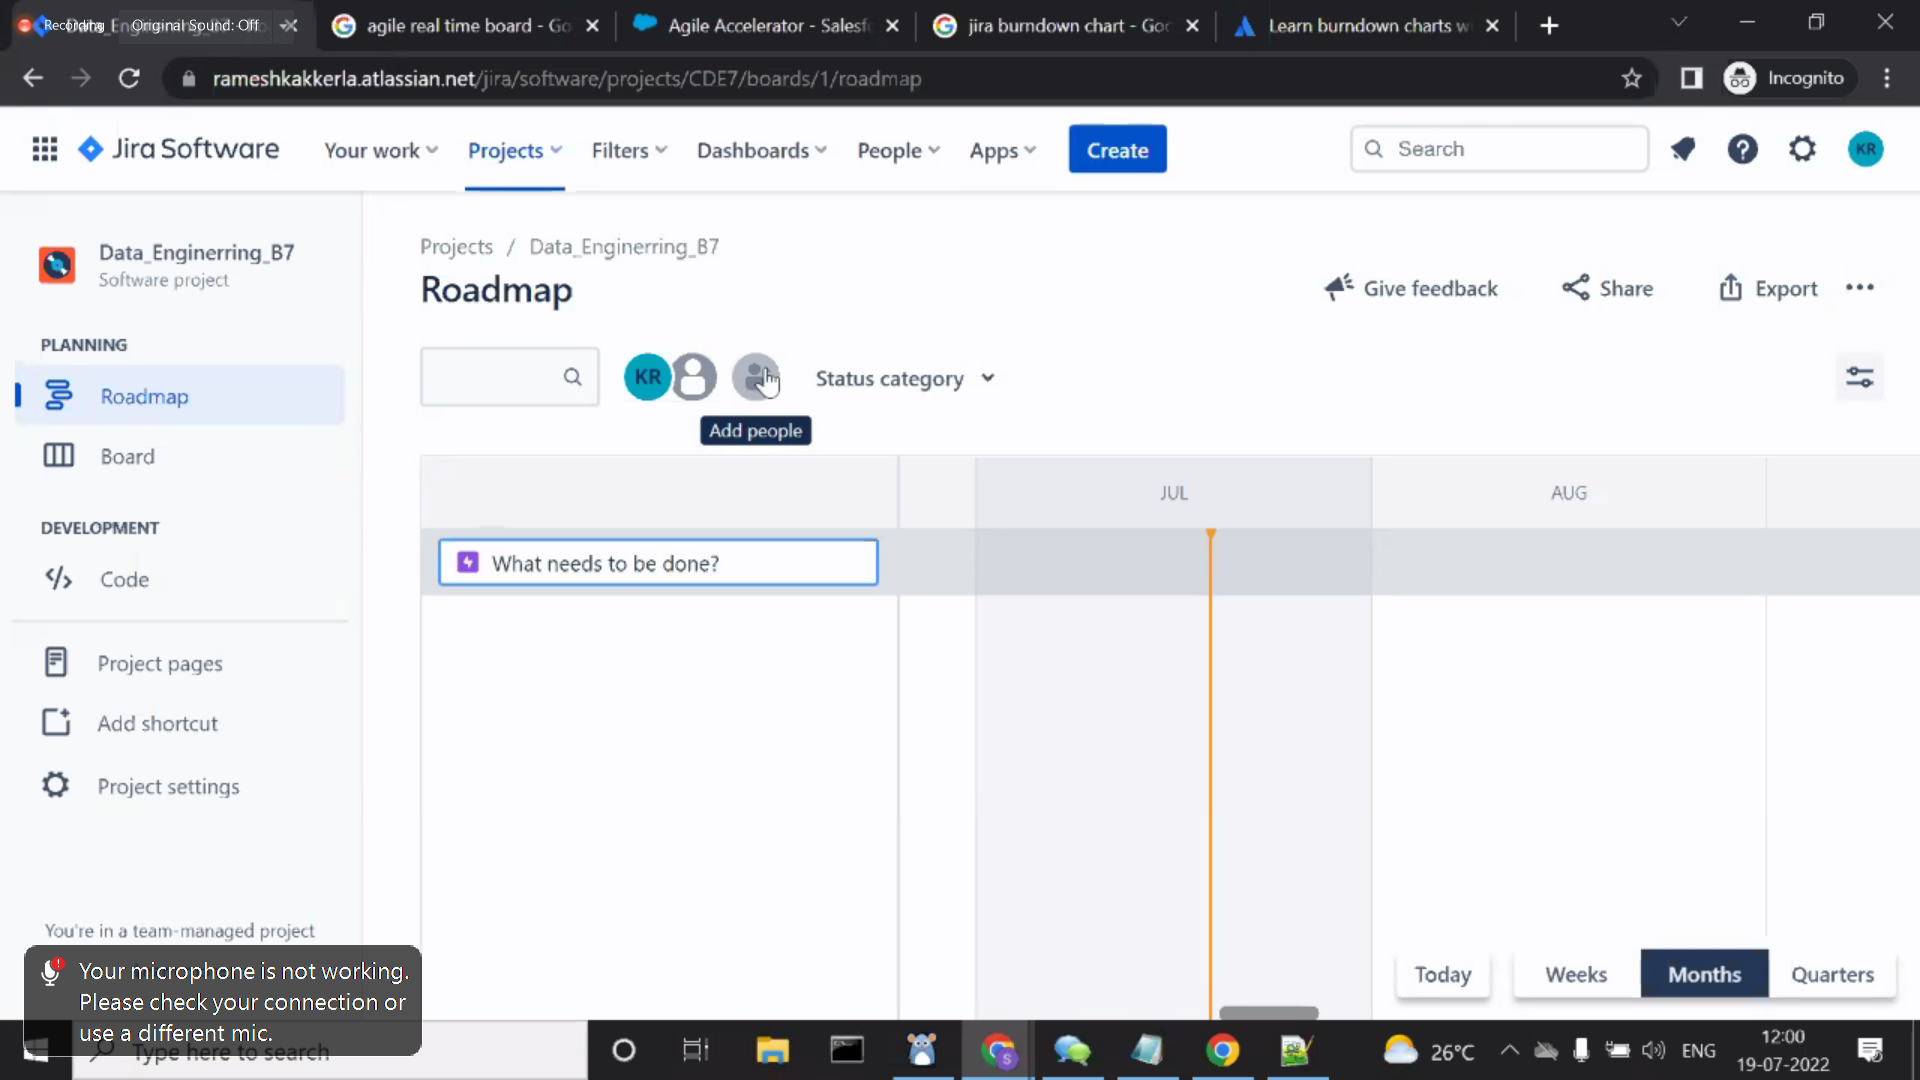 Recording
Original Sound: Off
agile real time board - Go
Agile Accelerator - Salesf
jira burndown chart - Goo
Learn burndown charts w
rameshkakkerla.atlassian.net/jira/software/projects/CDE7/boards/1/roadmap
Incognito
Jira Software
Your work
Projects
Filters
Dashboards
People
Apps
Create
Search
KR
Data_Enginerring_B7
Software project
Projects / Data_Enginerring_B7
Roadmap
Give feedback
Share
Export
PLANNING
Roadmap
Board
KR
Status category
Add people
JUL
AUG
DEVELOPMENT
Code
What needs to be done?
Project pages
Add shortcut
Project settings
You're in a team-managed project
Your microphone is not working.
Please check your connection or
use a different mic.
Today
Weeks
Months
Quarters
Type here to search
S
26°C
ENG
12:00
19-07-2022